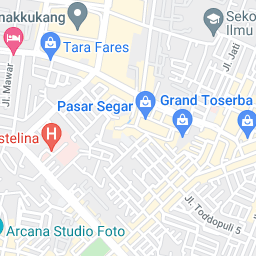 nakkukang
Seko
Ilmu
Tara Fares
Jl. Jati
Jl. Mawar
Pasar Segar
Grand Toserba
stelina
H
Jl. Toddopuli 5
Arcana Studio Foto